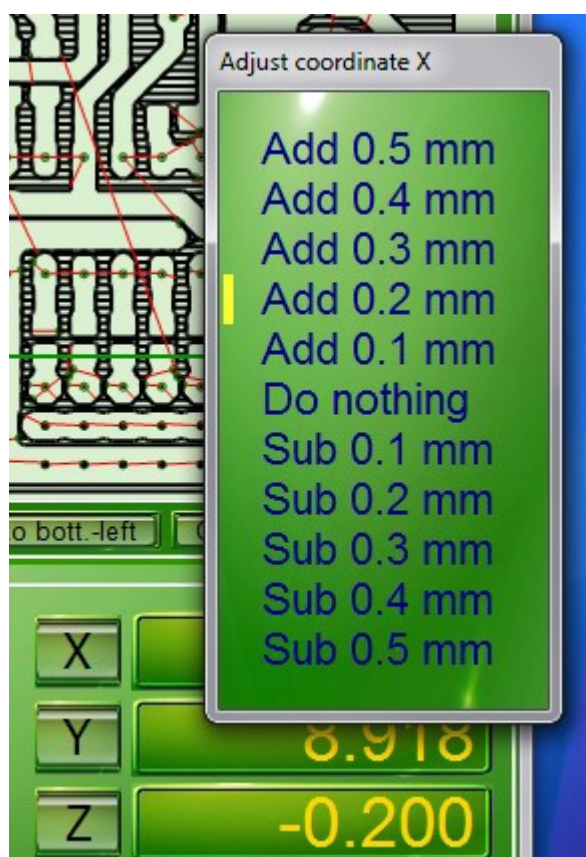 Adjust coordinate X
Add 0.5 mm
Add 0.4 mm
Add 0.3 mm
Add 0.2 mm
Add 0.1 mm
Do nothing
Sub 0.1 mm
Sub 0.2 mm
Sub 0.3 mm
Sub 0.4 mm
Sub 0.5 mm
o bott.-left
X
Y 8.918
Z -0.200